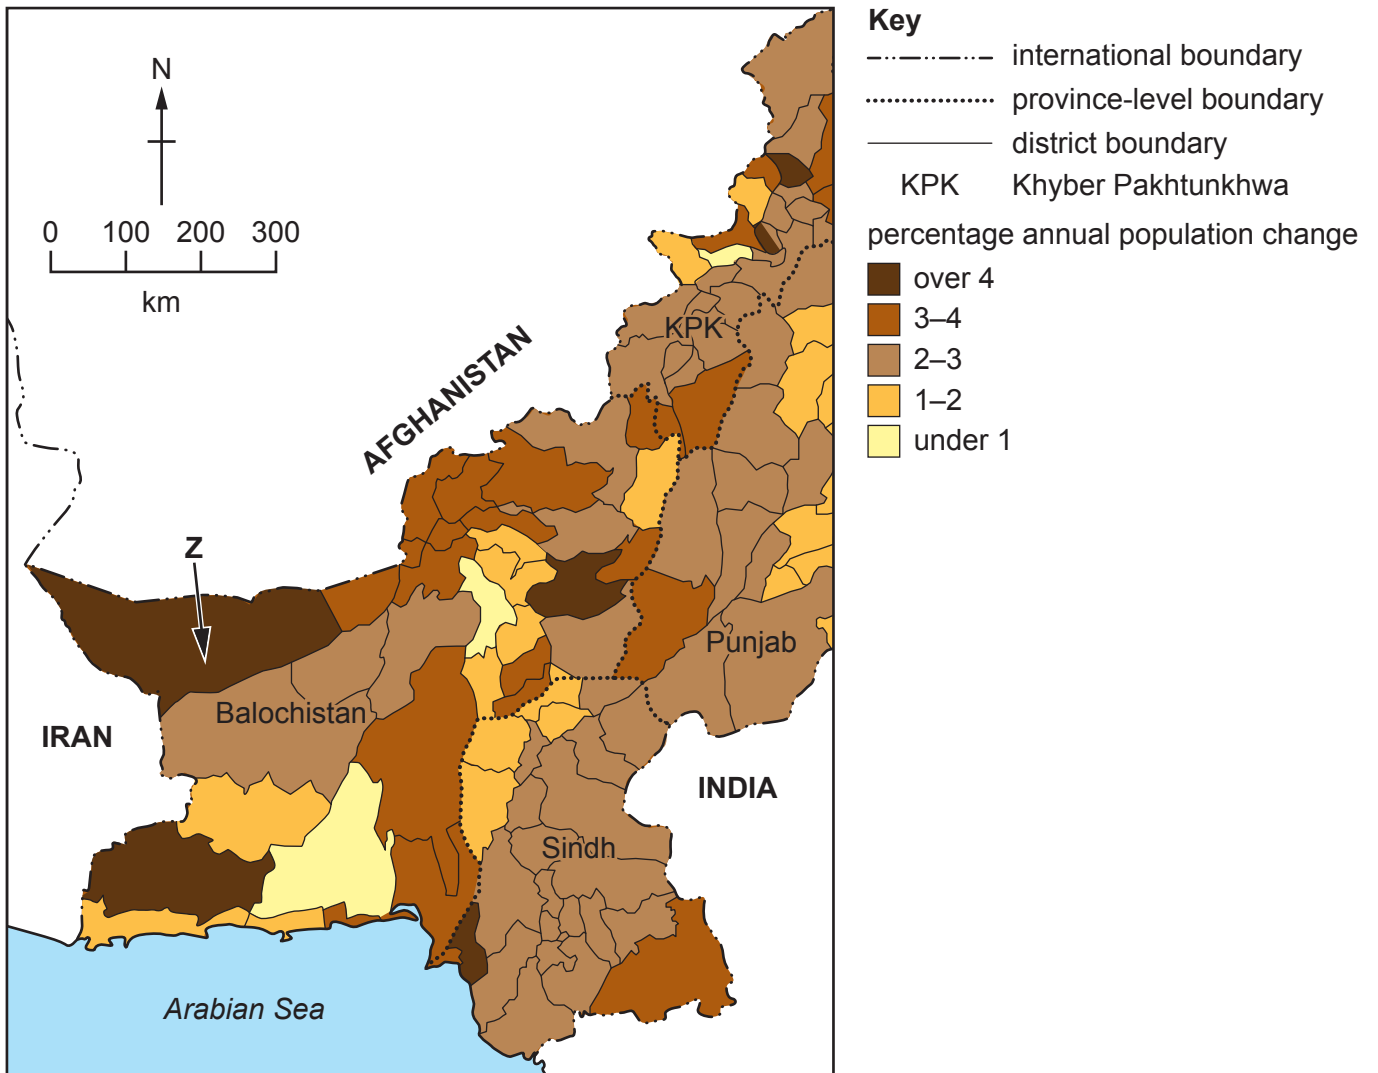 N
0 100 200 300
km
AFGHANISTAN
KPK
Z
Punjab
Balochistan
IRAN
INDIA
Sindh
Arabian Sea
Key
international boundary
province-level boundary
district boundary
KPK Khyber Pakhtunkhwa
percentage annual population change
over 4
3–4
2–3
1–2
under 1